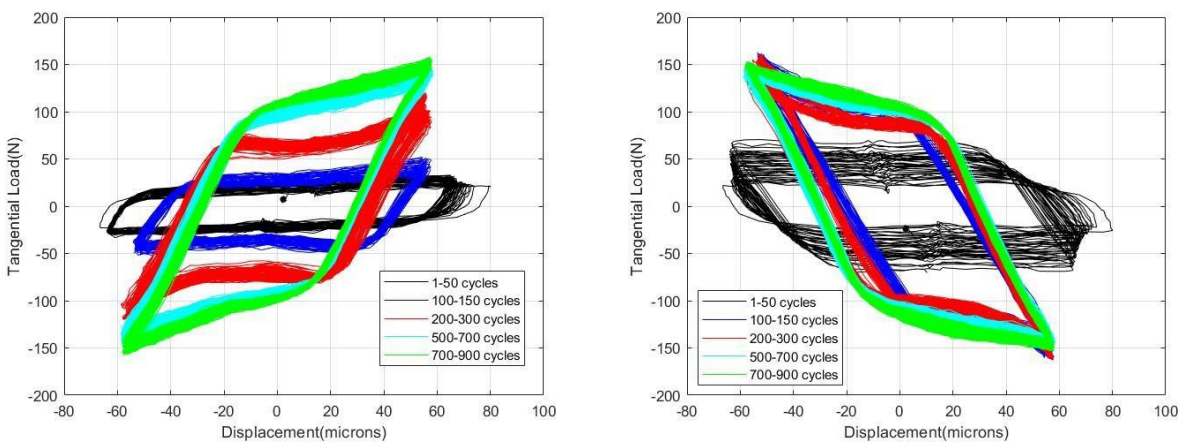 200
150
100
50
0
-50
-100
-150
-200
Tangential Load(N)
-80
-60
-40
-20
0
20
40
60
80
100
Displacement(microns)
1-50 cycles
100-150 cycles
200-300 cycles
500-700 cycles
700-900 cycles
200
150
100
50
0
-50
-100
-150
-200
Tangential Load(N)
-80
-60
-40
-20
0
20
40
60
80
100
Displacement(microns)
1-50 cycles
100-150 cycles
200-300 cycles
500-700 cycles
700-900 cycles